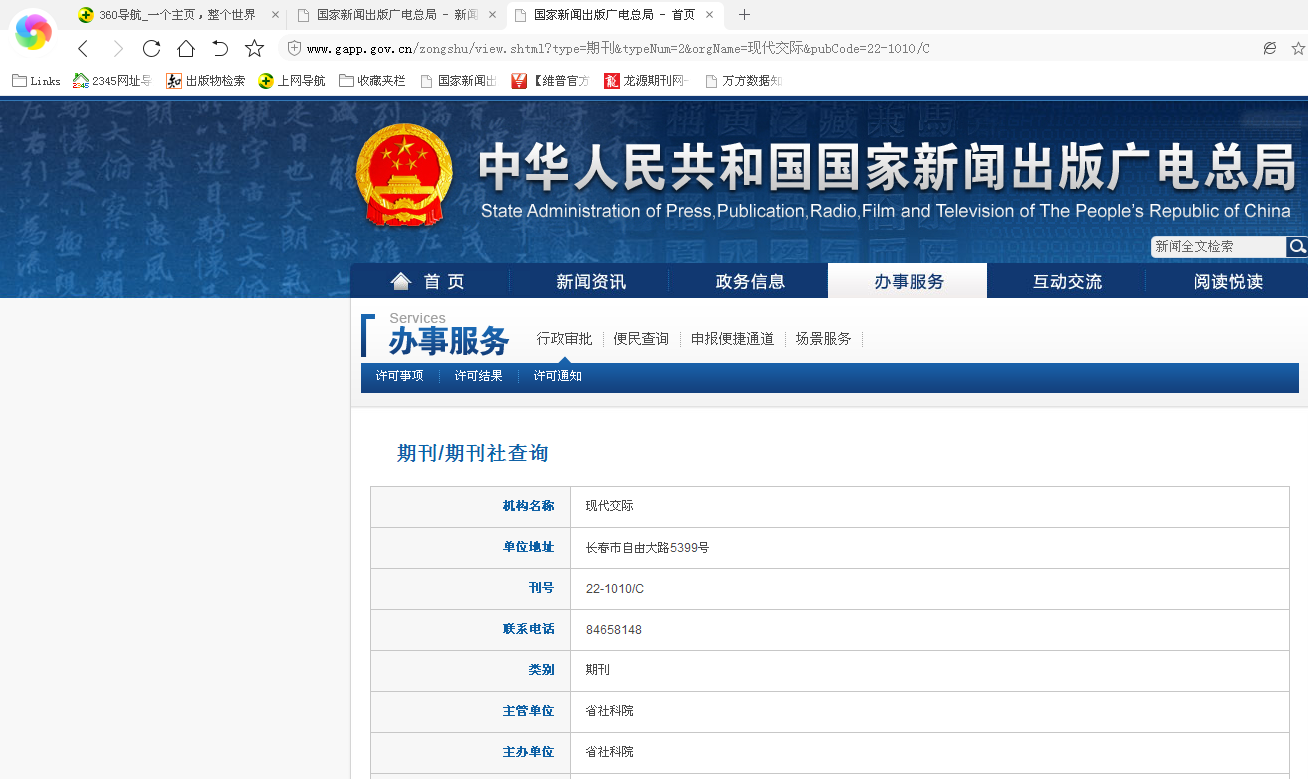 360导航_一个主页，整个世界
国家新闻出版广电总局 - 新闻
国家新闻出版广电总局 - 首页
www.gapp.gov.cn/zongshu/view.shtml?type=期刊&typeNum=2&orgName=现代交际&pubCode=22-1010/C
Links 2345网址导 出版物检索 上网导航 收藏夹栏 国家新闻出 【维普官方 龙源期刊网- 万方数据知
中华人民共和国国家新闻出版广电总局
State Administration of Press,Publication,Radio,Film and Television of The People's Republic of China
新闻全文检索
首 页 新闻资讯 政务信息 办事服务 互动交流 阅读悦读
Services
办事服务 行政审批 便民查询 申报便捷通道 场景服务
许可事项 许可结果 许可通知
期刊/期刊社查询
机构名称 现代交际
单位地址 长春市自由大路5399号
刊号 22-1010/C
联系电话 84658148
类别 期刊
主管单位 省社科院
主办单位 省社科院